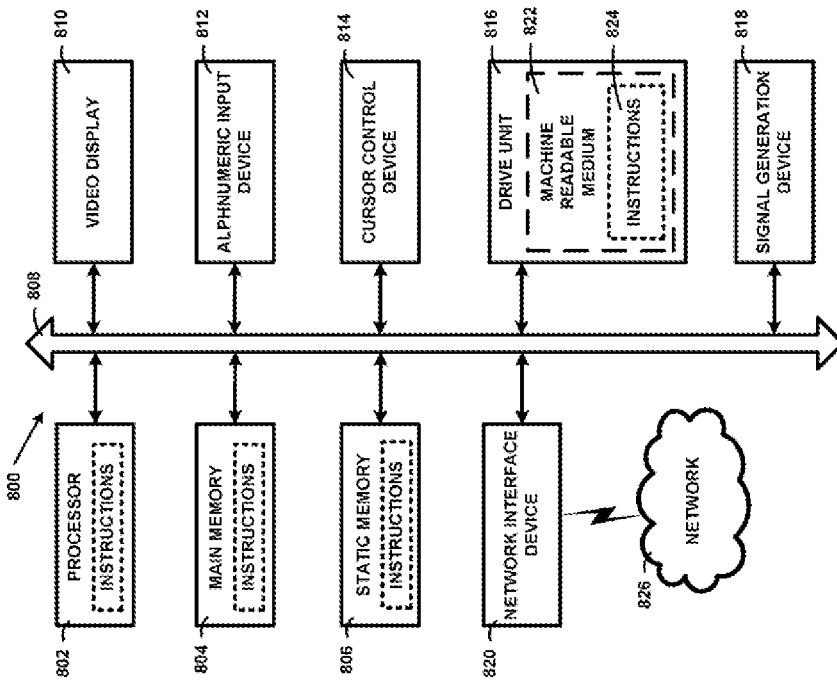 800
802
PROCESSOR
INSTRUCTIONS
804
MAIN MEMORY
INSTRUCTIONS
806
STATIC MEMORY
INSTRUCTIONS
820
NETWORK INTERFACE
DEVICE
826
NETWORK
808
810
VIDEO DISPLAY
812
ALPHNUMERIC INPUT
DEVICE
814
CURSOR CONTROL
DEVICE
816
DRIVE UNIT
822
MACHINE
READABLE
MEDIUM
824
INSTRUCTIONS
818
SIGNAL GENERATION
DEVICE